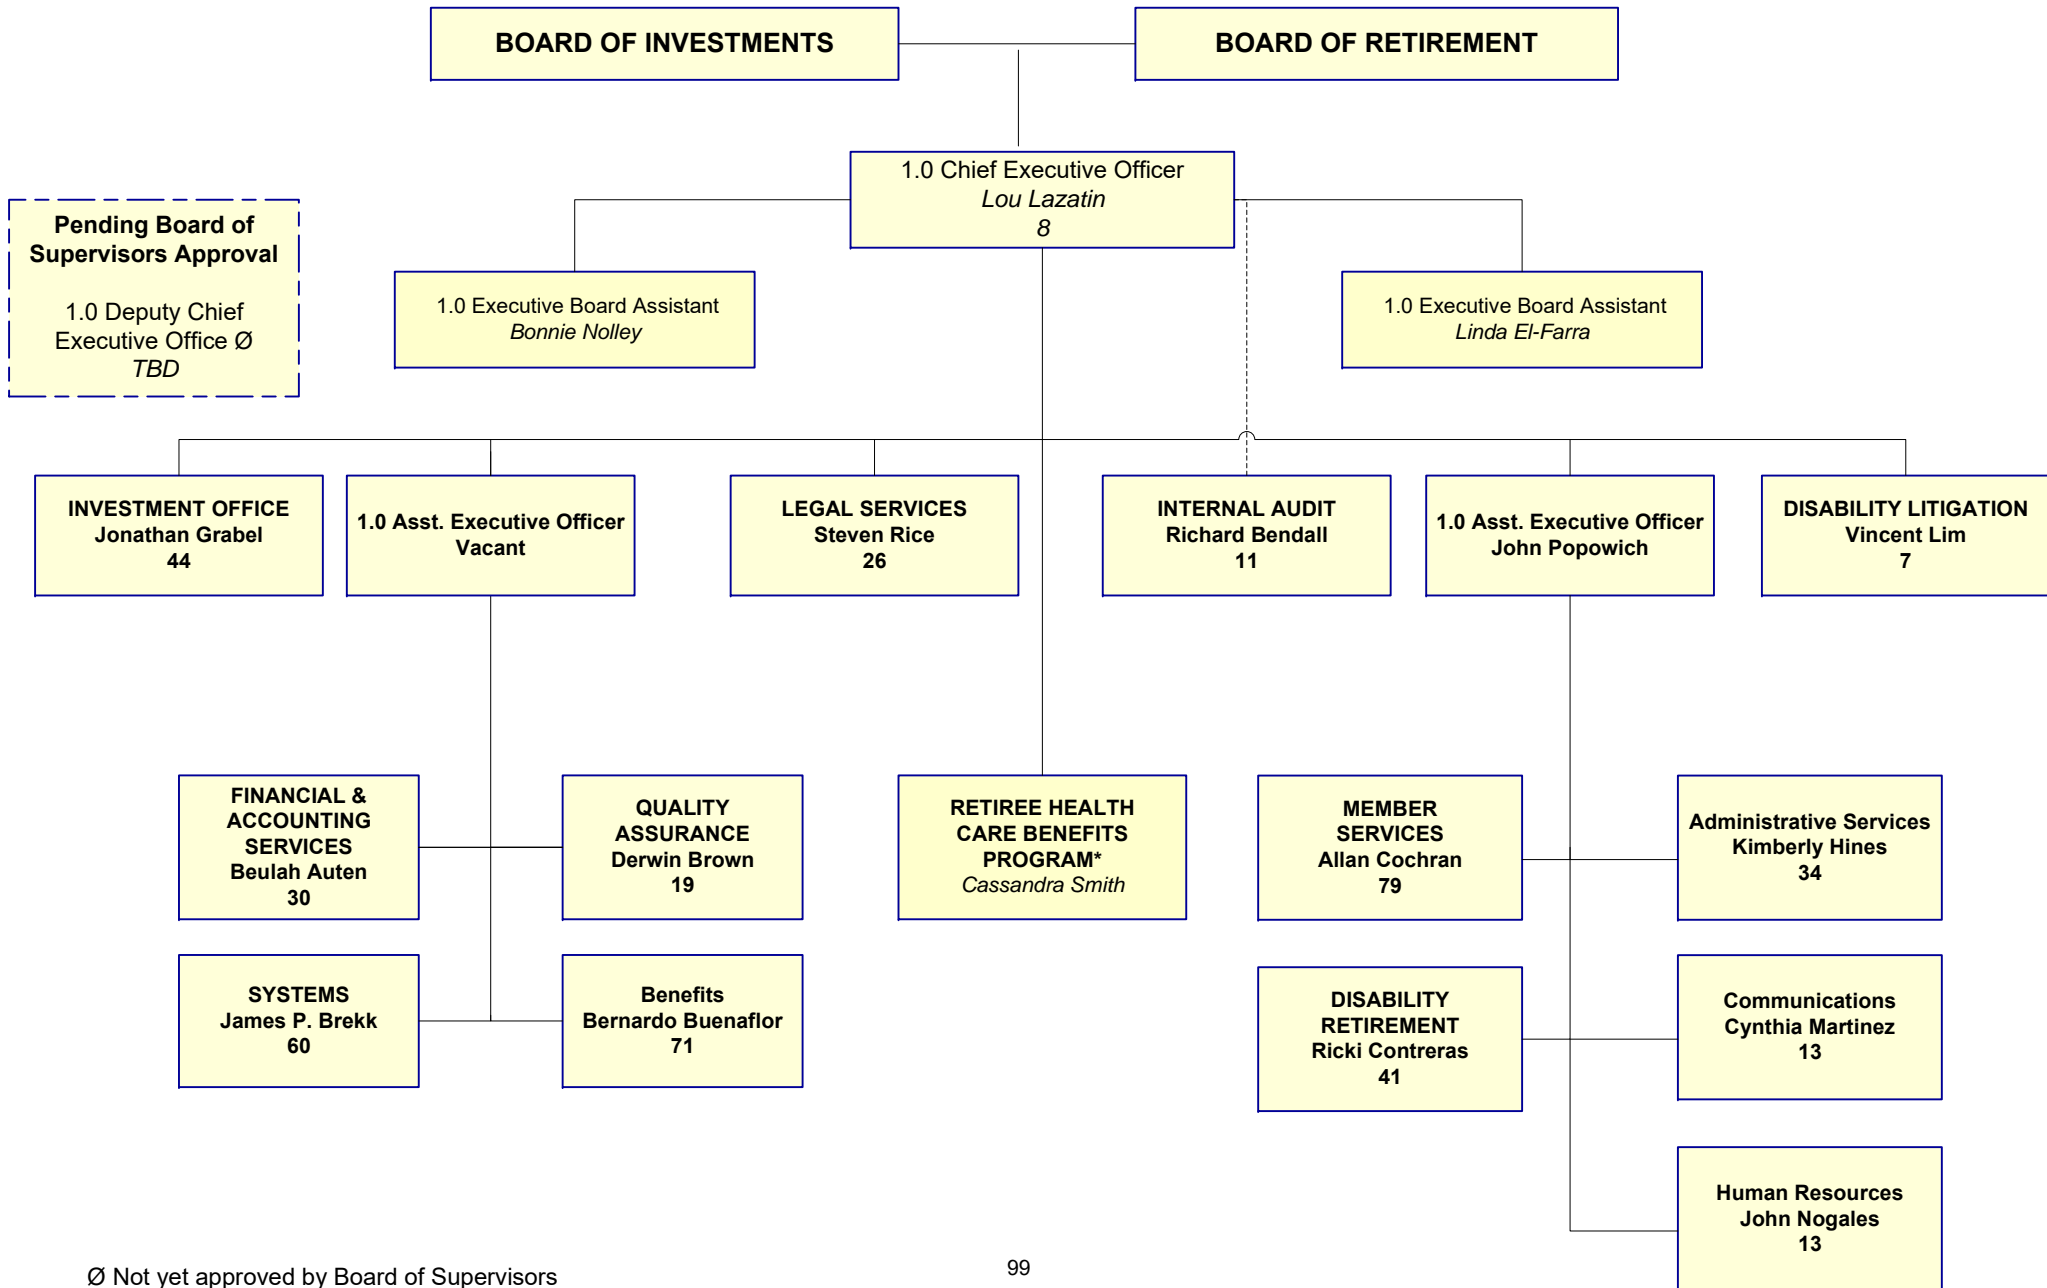 BOARD OF INVESTMENTS
BOARD OF RETIREMENT
1.0 Chief Executive Officer
Lou Lazatin
8
Pending Board of
Supervisors Approval
1.0 Deputy Chief
Executive Office Ø
TBD
1.0 Executive Board Assistant
Bonnie Nolley
1.0 Executive Board Assistant
Linda El-Farra
INVESTMENT OFFICE
Jonathan Grabel
44
1.0 Asst. Executive Officer
Vacant
LEGAL SERVICES
Steven Rice
26
INTERNAL AUDIT
Richard Bendall
11
1.0 Asst. Executive Officer
John Popowich
DISABILITY LITIGATION
Vincent Lim
7
FINANCIAL &
ACCOUNTING
SERVICES
Beulah Auten
30
QUALITY
ASSURANCE
Derwin Brown
19
RETIREE HEALTH
CARE BENEFITS
PROGRAM*
Cassandra Smith
MEMBER
SERVICES
Allan Cochran
79
Administrative Services
Kimberly Hines
34
SYSTEMS
James P. Brekk
60
Benefits
Bernardo Buenaflor
71
DISABILITY
RETIREMENT
Ricki Contreras
41
Communications
Cynthia Martinez
13
Human Resources
John Nogales
13
Ø Not yet approved by Board of Supervisors
99